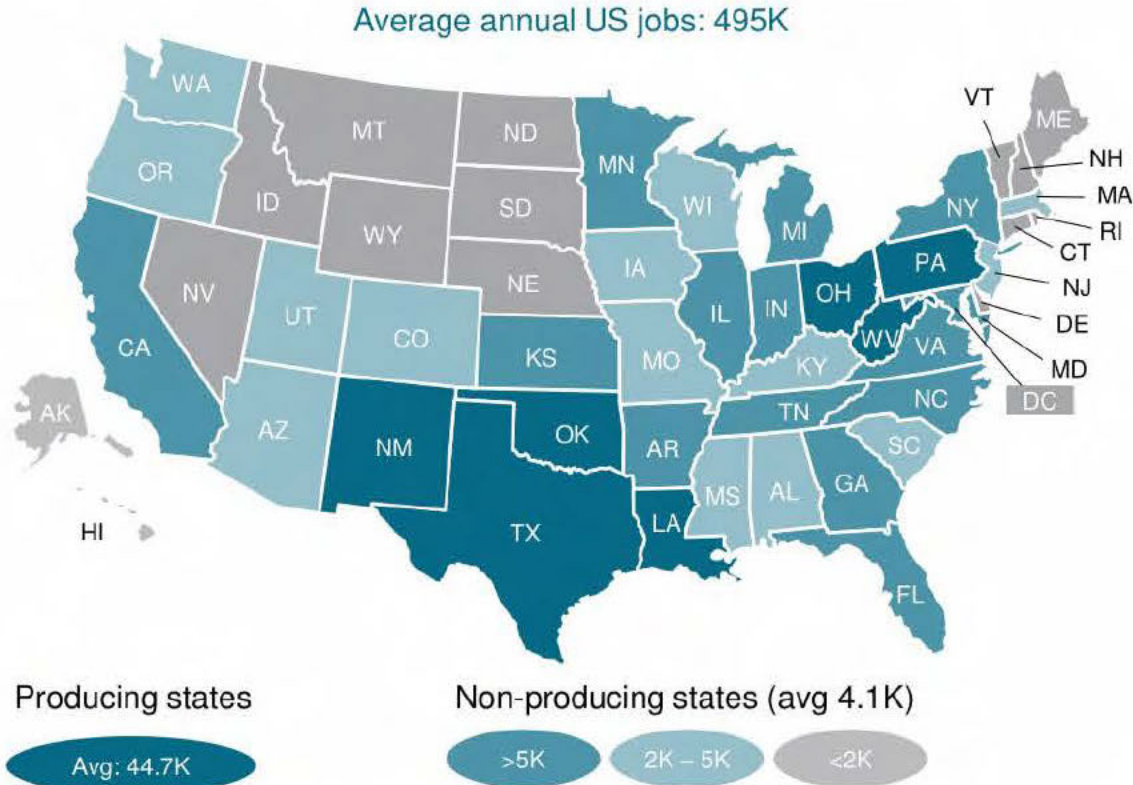 Average annual US jobs: 495K
WA
MT
ND
MN
VT
ME
OR
ID
SD
WI
NH
MA
WY
MI
NY
RI
CT
NV
NE
IA
PA
NJ
UT
IL
IN
OH
DE
CA
CO
KS
MO
WV
VA
MD
KY
DC
AK
AZ
NM
OK
AR
TN
NC
SC
MS
AL
GA
HI
TX
LA
FL
Producing states
Non-producing states (avg 4.1K)
Avg: 44.7K
>5K
2K – 5K
<2K